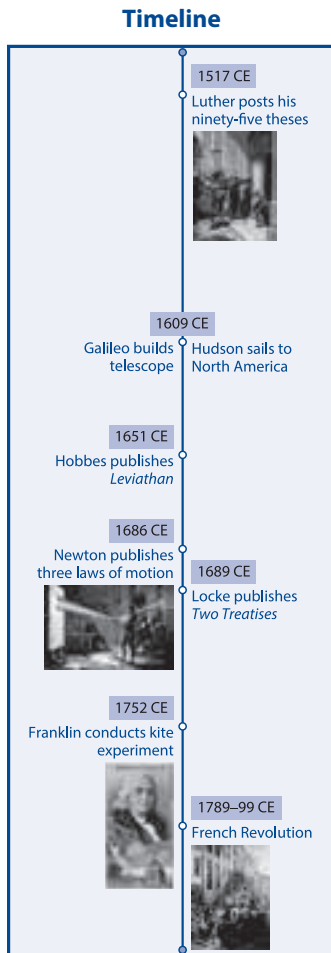 Timeline
1517 CE
Luther posts his
ninety-five theses
1609 CE
Galileo builds
telescope
Hudson sails to
North America
1651 CE
Hobbes publishes
Leviathan
1686 CE
Newton publishes
three laws of motion
1689 CE
Locke publishes
Two Treatises
1752 CE
Franklin conducts kite
experiment
1789–99 CE
French Revolution